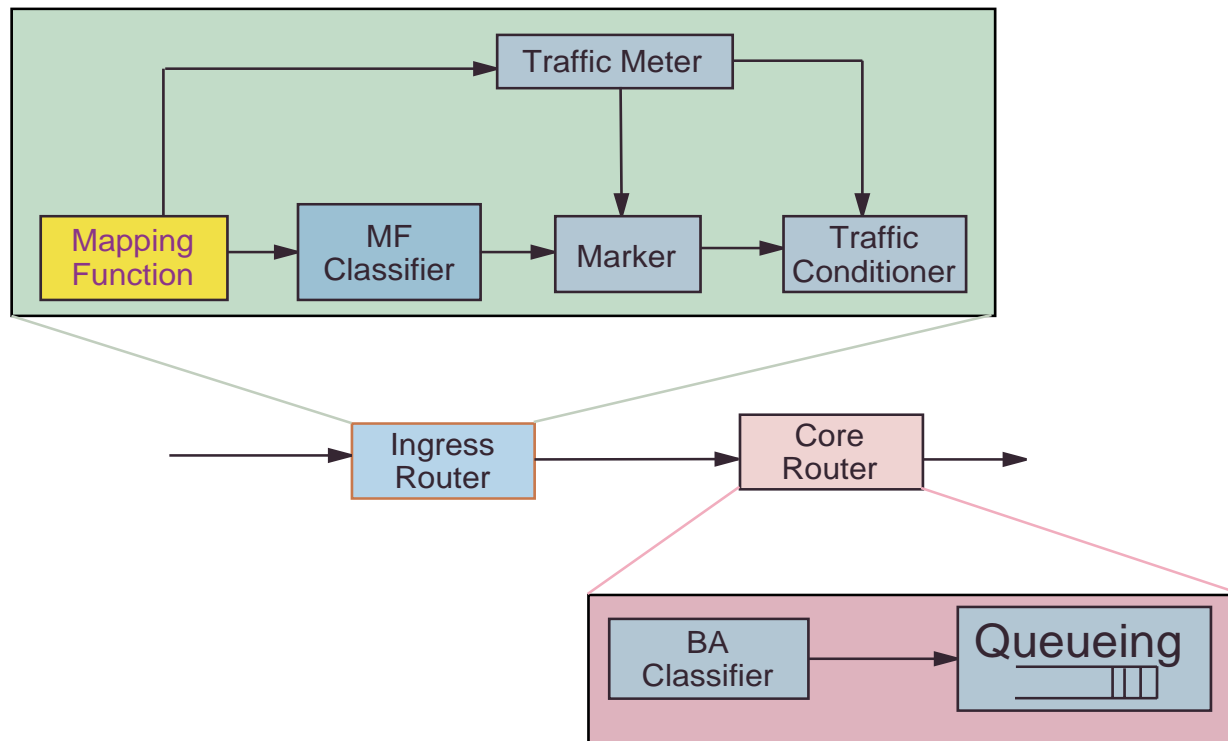 Traffic Meter
Mapping
Function
MF
Classifier
Marker
Traffic
Conditioner
Ingress
Router
Core
Router
BA
Classifier
Queueing